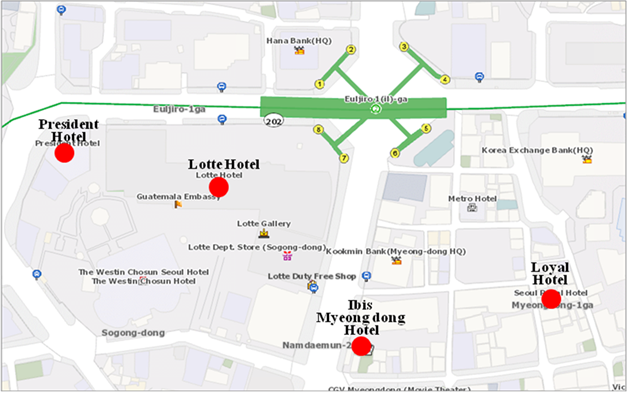 Hana Bank(HQ)
2
3
1
4
Euljiro-1(il)-ga
Euljiro-1ga
202
President
Hotel
President Hotel
8
5
7
6
Korea Exchange Bank(HQ)
Lotte Hotel
Lotte Hotel
Guatemala Embassy
Metro Hotel
Lotte Gallery
Lotte Dept. Store (Sogong-dong)
Kookmin Bank(Myeong-dong HQ)
The Westin Chosun Seoul Hotel
The Westin Chosun Hotel
Lotte Duty Free Shop
Loyal
Hotel
Seoul Royal Hotel
Myeong-dong-1ga
Ibis
Myeong dong
Hotel
Sogong-dong
Namdaemun-2
CGV Myeongdong (Movie Theater)
Vic